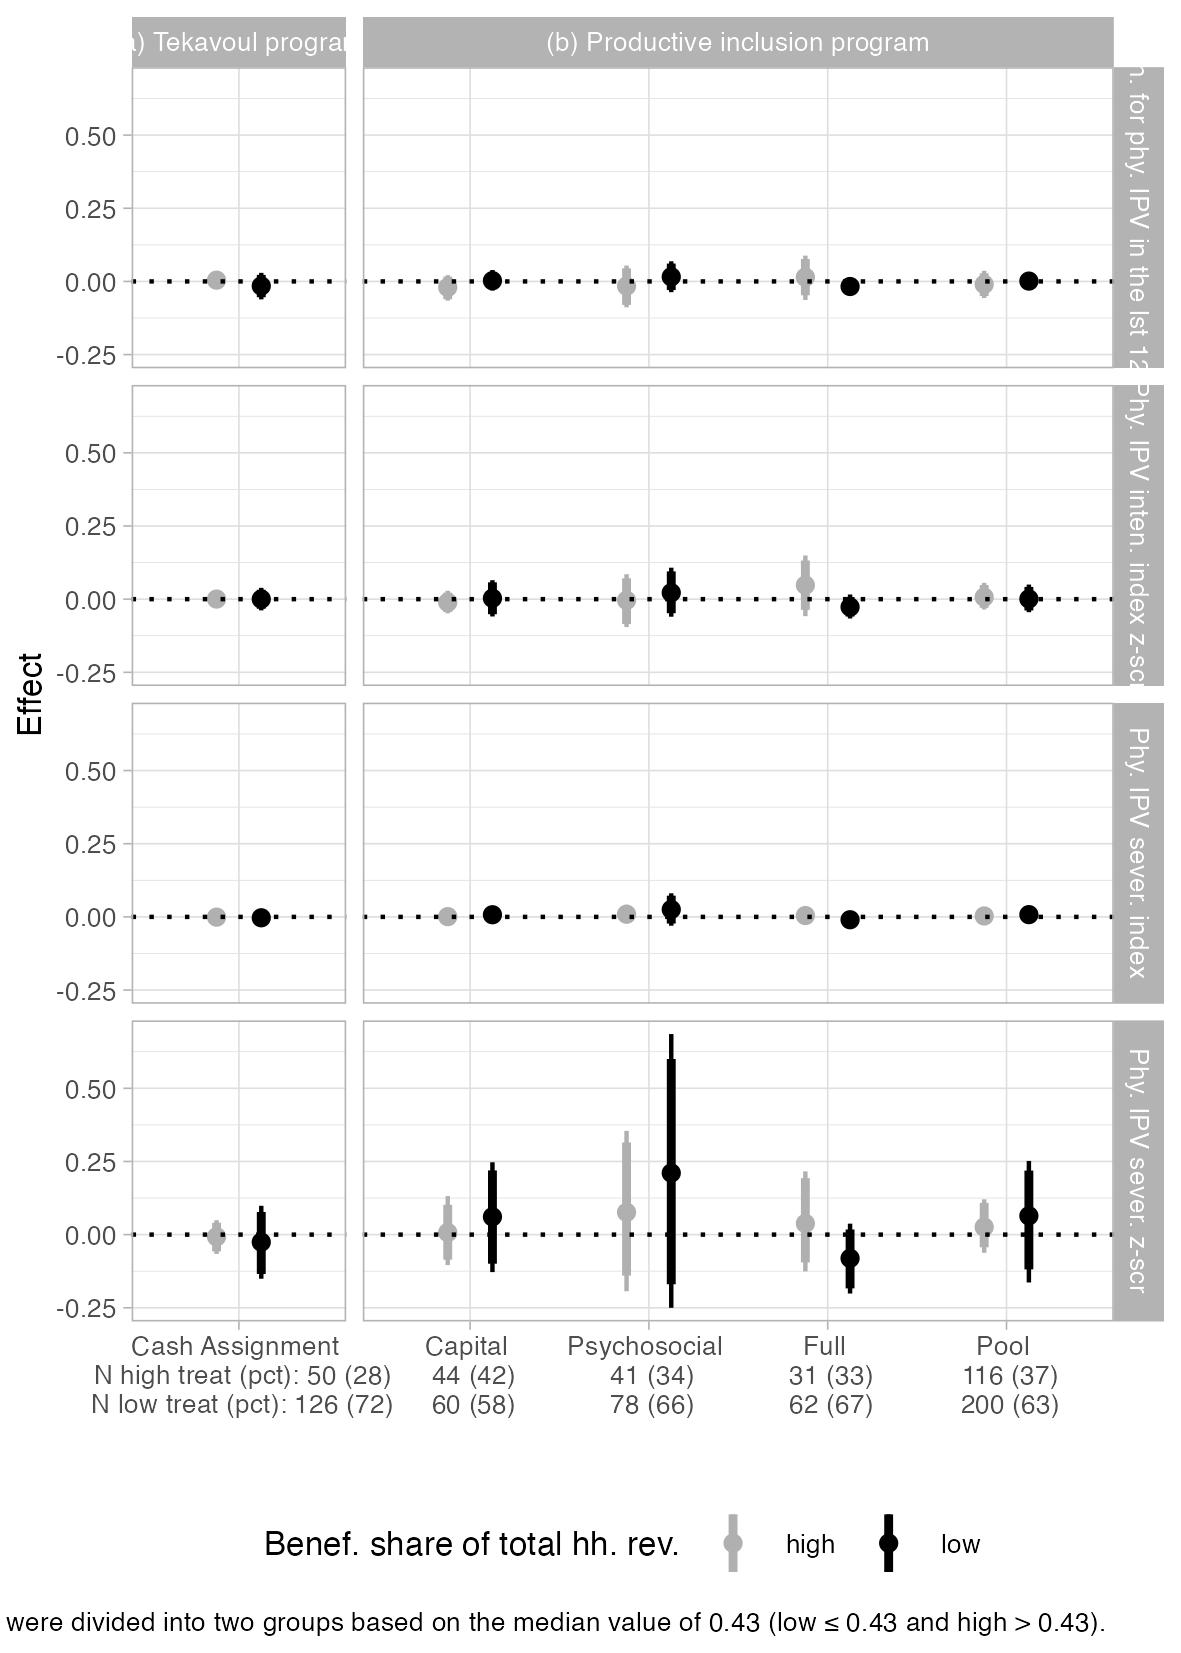 a) Tekavoul program
(b) Productive inclusion program
0.50
0.25
0.00
-0.25
for phy. IPV in the lst 12
0.50
0.25
0.00
-0.25
Phy. IPV inten. index z-scr
0.50
0.25
0.00
-0.25
Phy. IPV sever. index
0.50
0.25
0.00
-0.25
Phy. IPV sever. z-scr
Effect
Cash Assignment Capital Psychosocial Full Pool
N high treat (pct): 50 (28) 44 (42) 41 (34) 31 (33) 116 (37)
N low treat (pct): 126 (72) 60 (58) 78 (66) 62 (67) 200 (63)
Benef. share of total hh. rev. high low
were divided into two groups based on the median value of 0.43 (low ≤ 0.43 and high > 0.43).